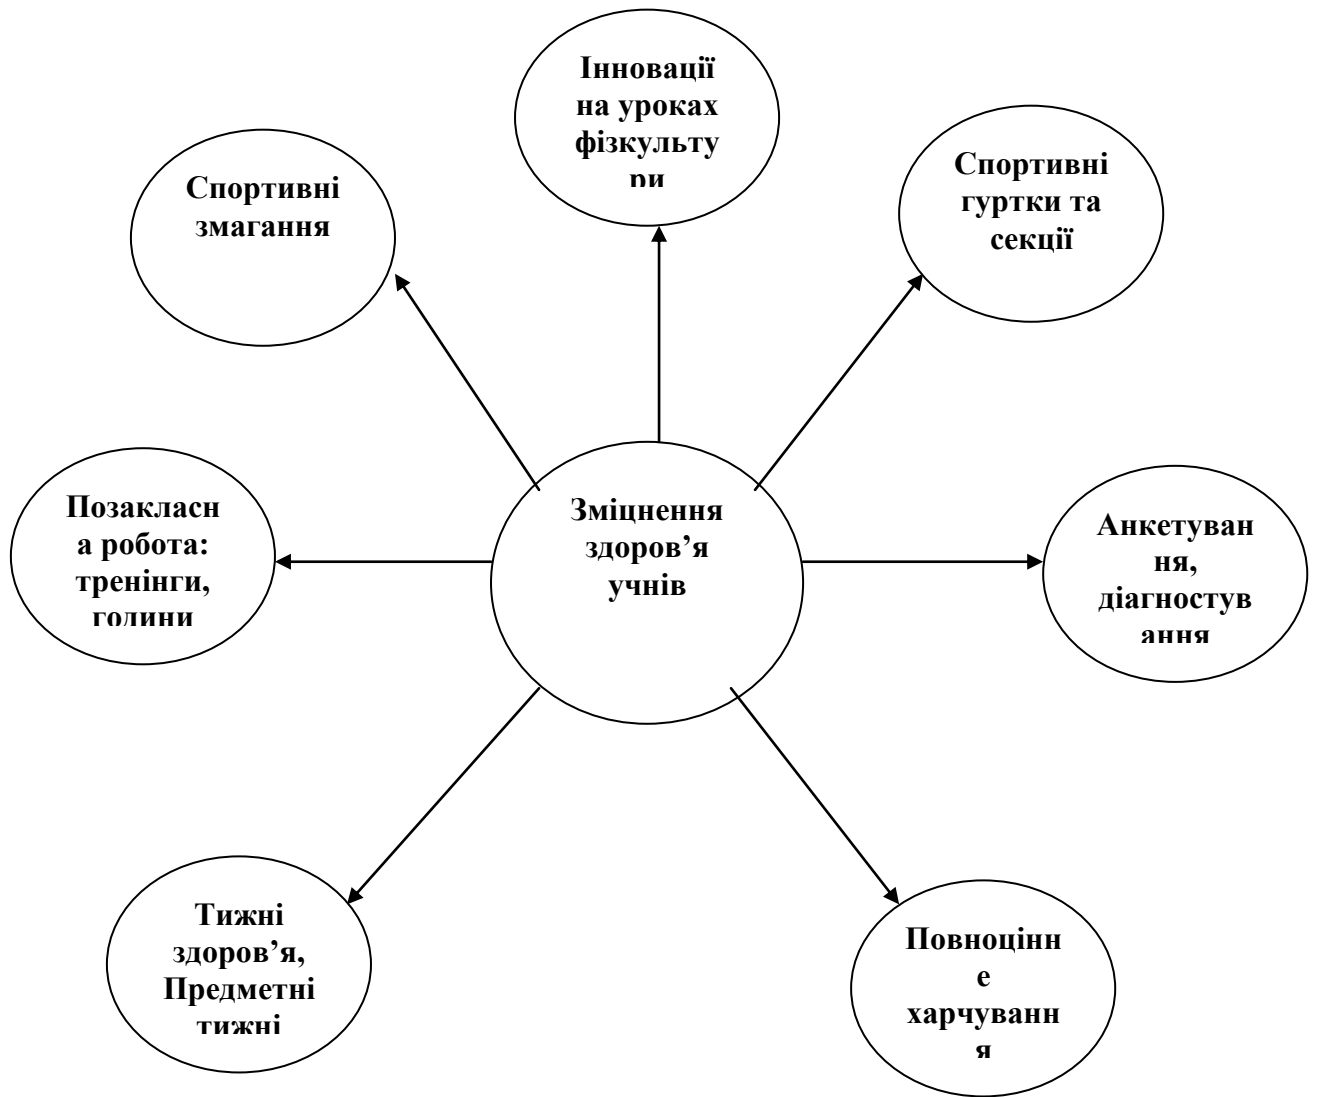 Інновації
на уроках
фізкульту
ри
Спортивні
змагання
Спортивні
гуртки та
секції
Позакласн
а робота:
тренінги,
години
Зміцнення
здоров’я
учнів
Анкетуван
ня,
діагностув
ання
Тижні
здоров’я,
Предметні
тижні
Повноцінн
е
харчуванн
я